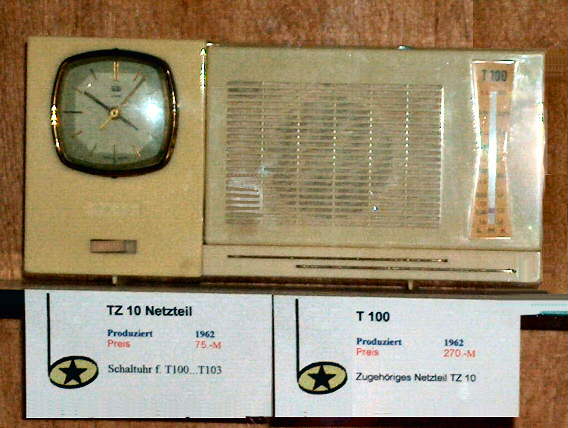 T 100
TZ 10 Netzteil
Produziert 1962
Preis 75.-M
Schaltuhr f. T100...T103
T 100
Produziert 1962
Preis 270.-M
Zugehöriges Netzteil TZ 10